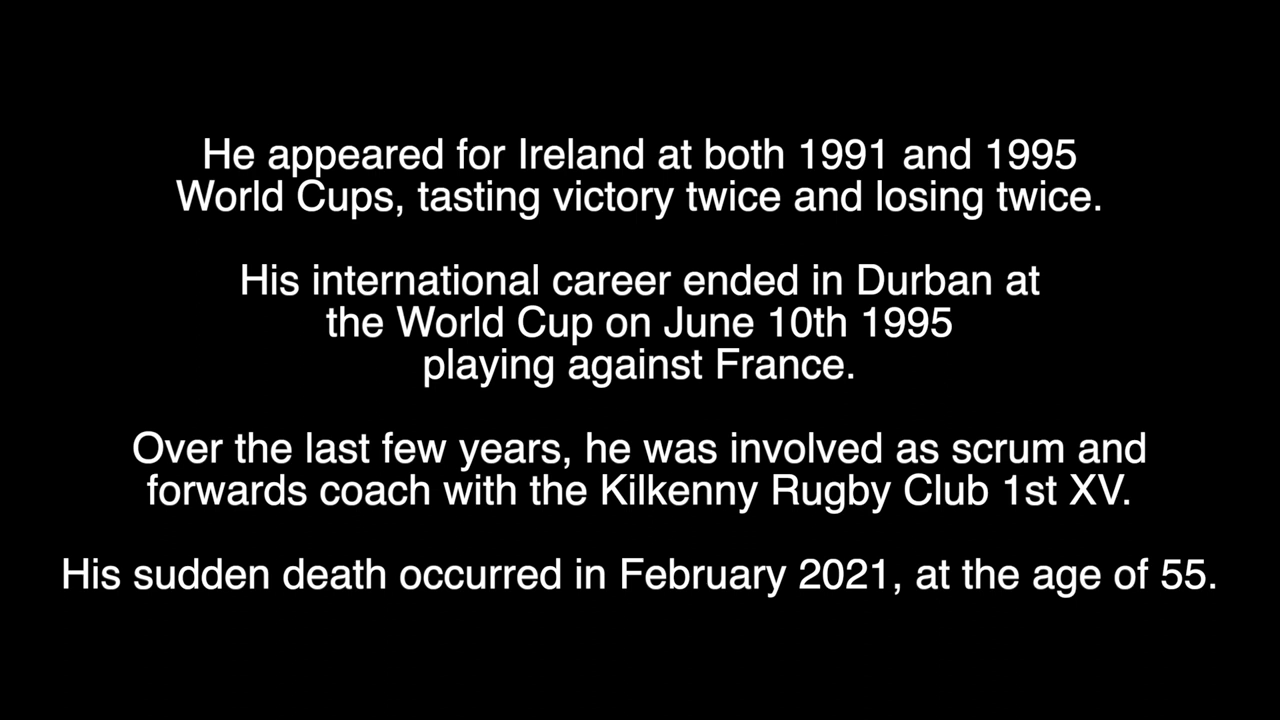 He appeared for Ireland at both 1991 and 1995
World Cups, tasting victory twice and losing twice.
His international career ended in Durban at
the World Cup on June 10th 1995
playing against France.
Over the last few years, he was involved as scrum and
forwards coach with the Kilkenny Rugby Club 1st XV.
His sudden death occurred in February 2021, at the age of 55.